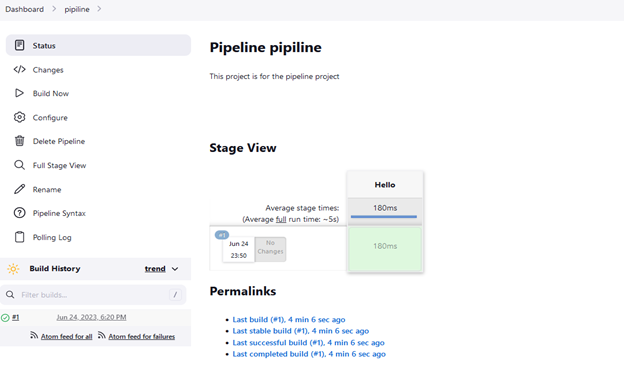 Dashboard > pipiline >
Status
Changes
Build Now
Configure
Delete Pipeline
Full Stage View
Rename
Pipeline Syntax
Polling Log
Build History trend
Filter builds... /
#1 Jun 24, 2023, 6:20 PM
Atom feed for all Atom feed for failures
Pipeline pipiline
This project is for the pipeline project
Stage View
Hello
Average stage times: 180ms
(Average full run time: ~5s)
#1
Jun 24 No
23:50 Changes
180ms
Permalinks
Last build (#1), 4 min 6 sec ago
Last stable build (#1), 4 min 6 sec ago
Last successful build (#1), 4 min 6 sec ago
Last completed build (#1), 4 min 6 sec ago